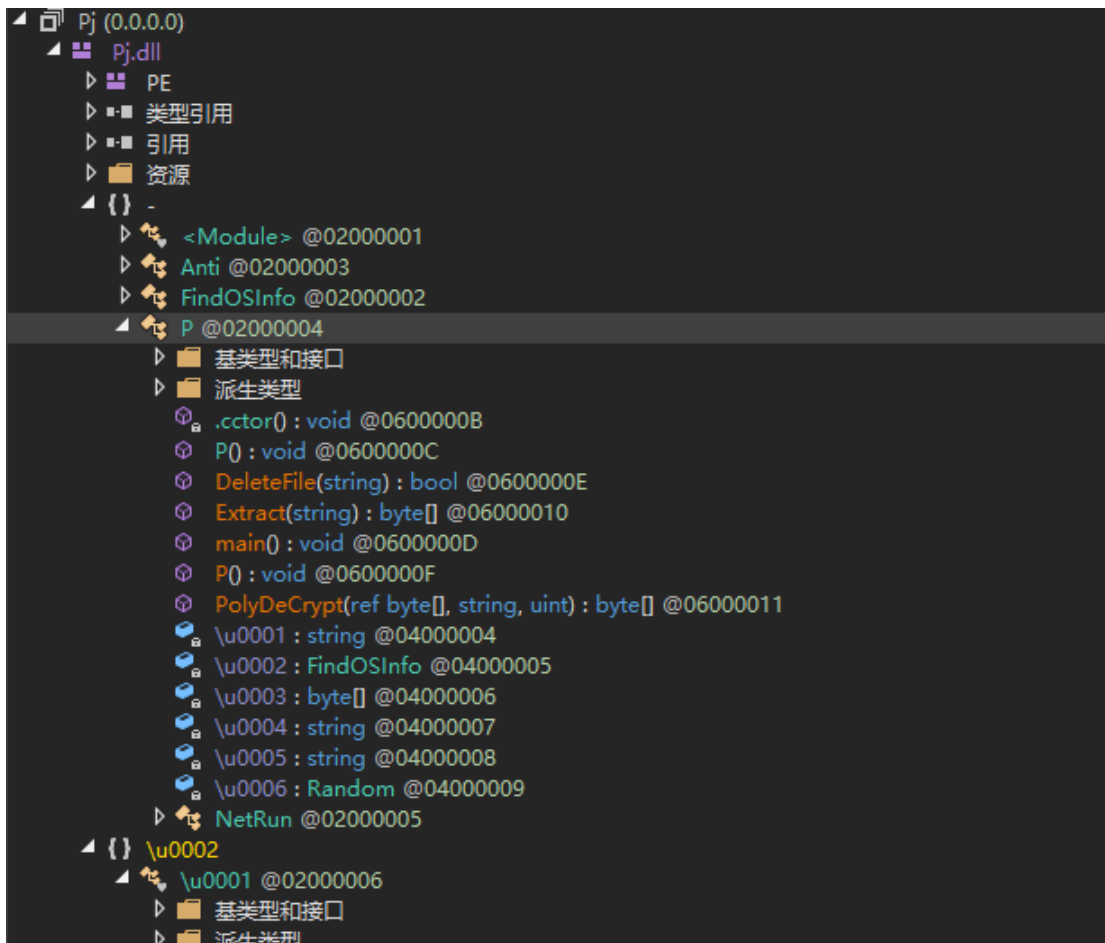 Pj (0.0.0.0)
Pj.dll
PE
类型引用
引用
资源
{} -
<Module> @02000001
Anti @02000003
FindOSInfo @02000002
P @02000004
基类型和接口
派生类型
.cctor() : void @0600000B
P() : void @0600000C
DeleteFile(string) : bool @0600000E
Extract(string) : byte[] @06000010
main() : void @0600000D
P() : void @0600000F
PolyDeCrypt(ref byte[], string, uint) : byte[] @06000011
\u0001 : string @04000004
\u0002 : FindOSInfo @04000005
\u0003 : byte[] @04000006
\u0004 : string @04000007
\u0005 : string @04000008
\u0006 : Random @04000009
NetRun @02000005
{} \u0002
\u0001 @02000006
基类型和接口
派生类型